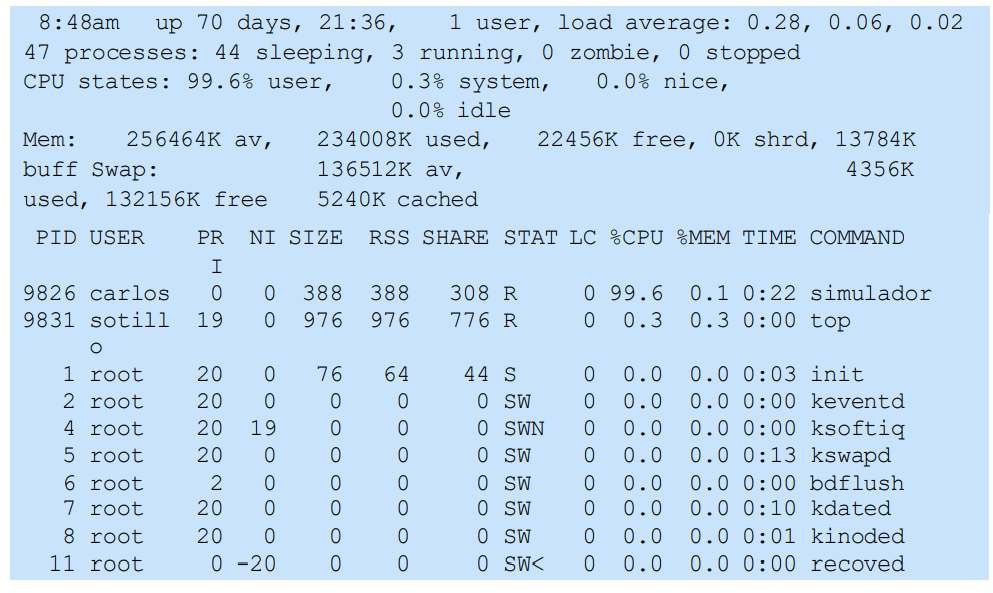 8:48am up 70 days, 21:36, 1 user, load average: 0.28, 0.06, 0.02
47 processes: 44 sleeping, 3 running, 0 zombie, 0 stopped
CPU states: 99.6% user, 0.3% system, 0.0% nice,
0.0% idle
Mem: 256464K av, 234008K used, 22456K free, 0K shrd, 13784K
buff Swap: 136512K av, 4356K
used, 132156K free 5240K cached
PID USER PR NI SIZE RSS SHARE STAT LC %CPU %MEM TIME COMMAND
I
9826 carlos 0 0 388 388 308 R 0 99.6 0.1 0:22 simulador
9831 sotill 19 0 976 976 776 R 0 0.3 0.3 0:00 top
o
1 root 20 0 76 64 44 S 0 0.0 0.0 0:03 init
2 root 20 0 0 0 0 SW 0 0.0 0.0 0:00 keventd
4 root 20 19 0 0 0 SWN 0 0.0 0.0 0:00 ksoftiq
5 root 20 0 0 0 0 SW 0 0.0 0.0 0:13 kswapd
6 root 2 0 0 0 0 SW 0 0.0 0.0 0:00 bdflush
7 root 20 0 0 0 0 SW 0 0.0 0.0 0:10 kdated
8 root 20 0 0 0 0 SW 0 0.0 0.0 0:01 kinoded
11 root 0 -20 0 0 0 SW< 0 0.0 0.0 0:00 recoved